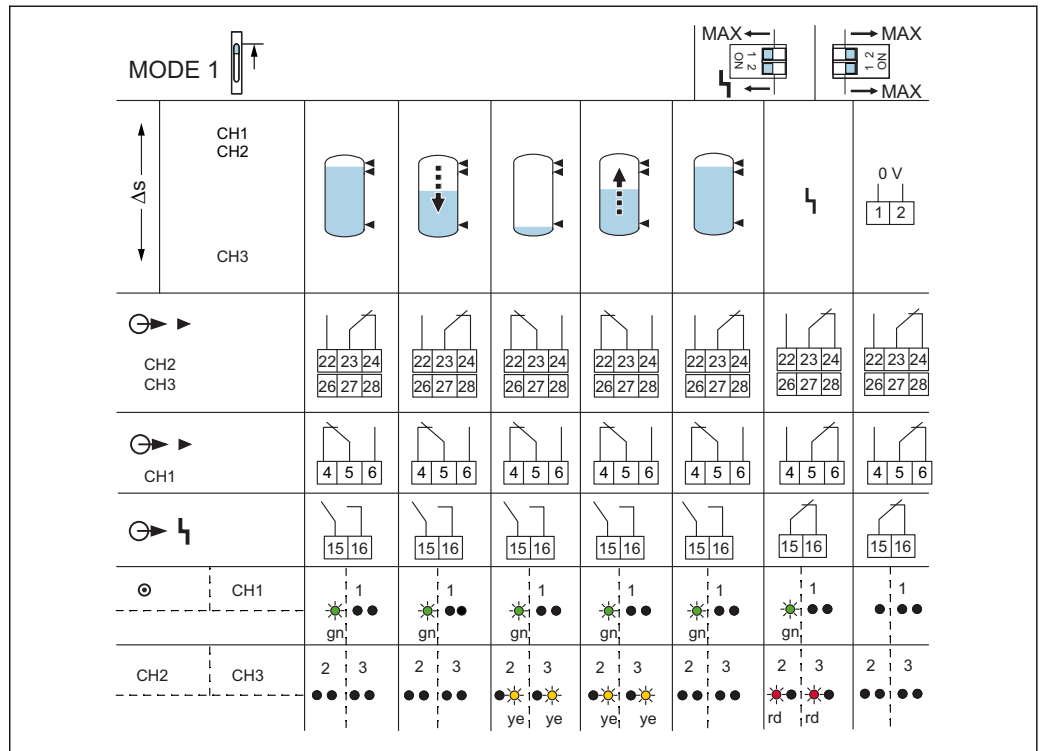 MAX MAX
ON 1 2 1 2 ON
MODE 1
MAX
Δs
CH1
CH2
CH3
0 V
1 2
CH2
CH3
22 23 24 22 23 24 22 23 24 22 23 24 22 23 24 22 23 24 22 23 24
26 27 28 26 27 28 26 27 28 26 27 28 26 27 28 26 27 28 26 27 28
CH1
4 5 6 4 5 6 4 5 6 4 5 6 4 5 6 4 5 6 4 5 6
15 16 15 16 15 16 15 16 15 16 15 16 15 16
CH1 1 1 1 1 1 1 1
gn gn gn gn gn gn
CH2 CH3 2 3 2 3 2 3 2 3 2 3 2 3 2 3
ye ye ye ye rd rd